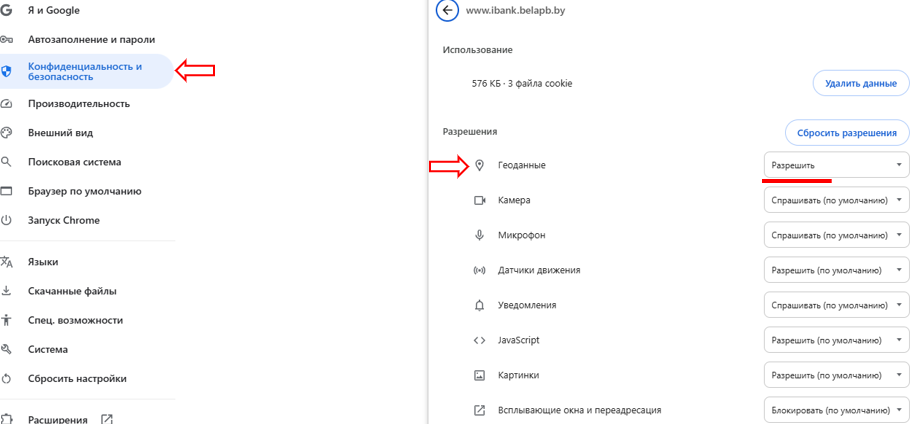 Я и Google
Автозаполнение и пароли
Конфиденциальность и
безопасность
Производительность
Внешний вид
Поисковая система
Браузер по умолчанию
Запуск Chrome
Языки
Скачанные файлы
Спец. возможности
Система
Сбросить настройки
Расширения
www.ibank.belapb.by
Использование
576 КБ · 3 файла cookie
Удалить данные
Разрешения
Сбросить разрешения
Геоданные
Разрешить
Камера
Спрашивать (по умолчанию)
Микрофон
Спрашивать (по умолчанию)
Датчики движения
Разрешить (по умолчанию)
Уведомления
Спрашивать (по умолчанию)
JavaScript
Разрешить (по умолчанию)
Картинки
Разрешить (по умолчанию)
Всплывающие окна и переадресация
Блокировать (по умолчанию)